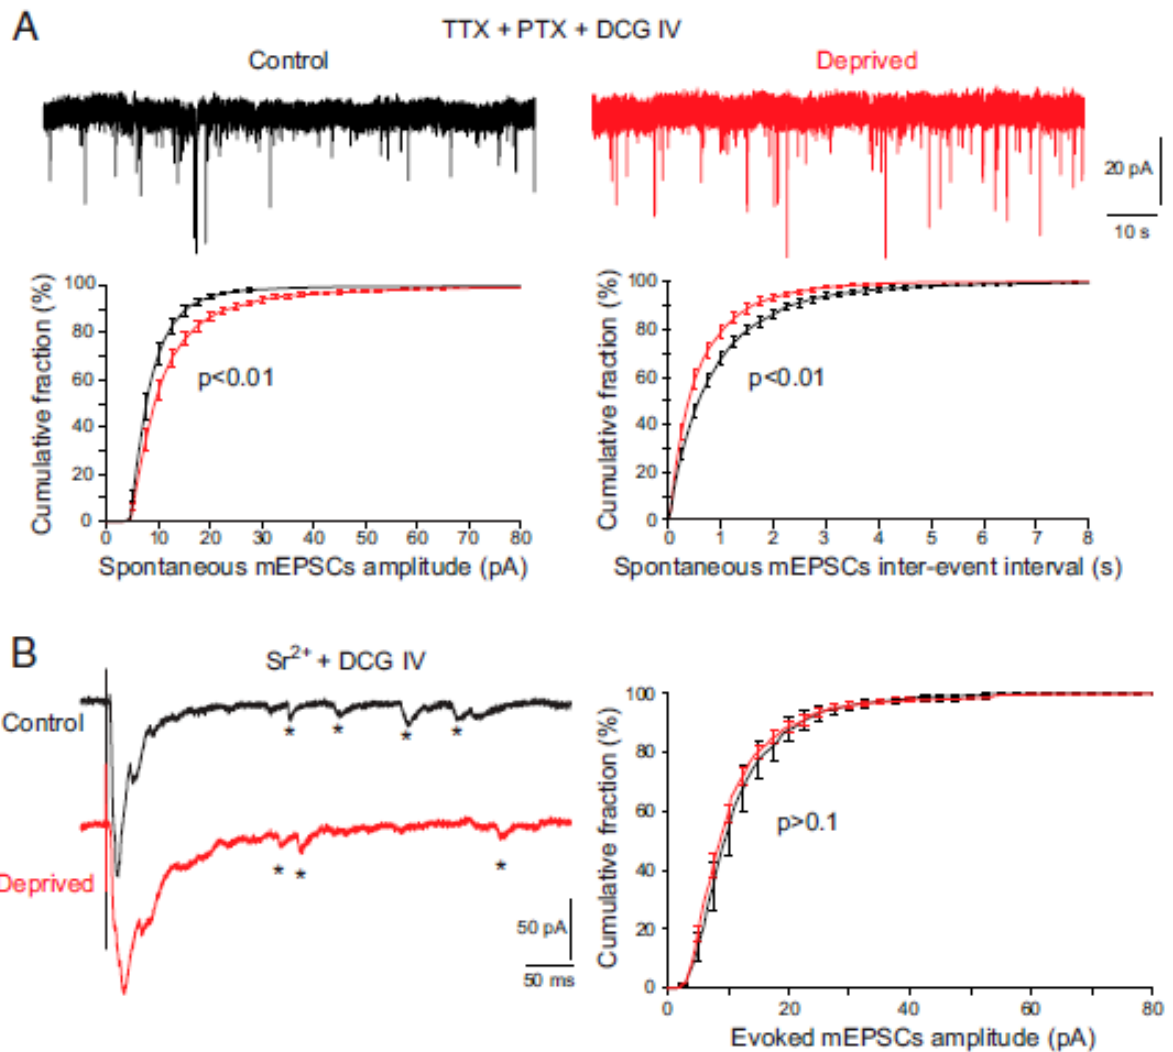 A
TTX + PTX + DCG IV
Control
Deprived
20 pA
10 s
Cumulative fraction (%)
100
80
60
40
20
0
p<0.01
0 10 20 30 40 50 60 70 80
Spontaneous mEPSCs amplitude (pA)
Cumulative fraction (%)
100
80
60
40
20
0
p<0.01
0 1 2 3 4 5 6 7 8
Spontaneous mEPSCs inter-event interval (s)
B
Sr2+ + DCG IV
Control
* * * *
Deprived
* * *
50 pA
50 ms
Cumulative fraction (%)
100
80
60
40
20
0
p>0.1
0 20 40 60 80
Evoked mEPSCs amplitude (pA)